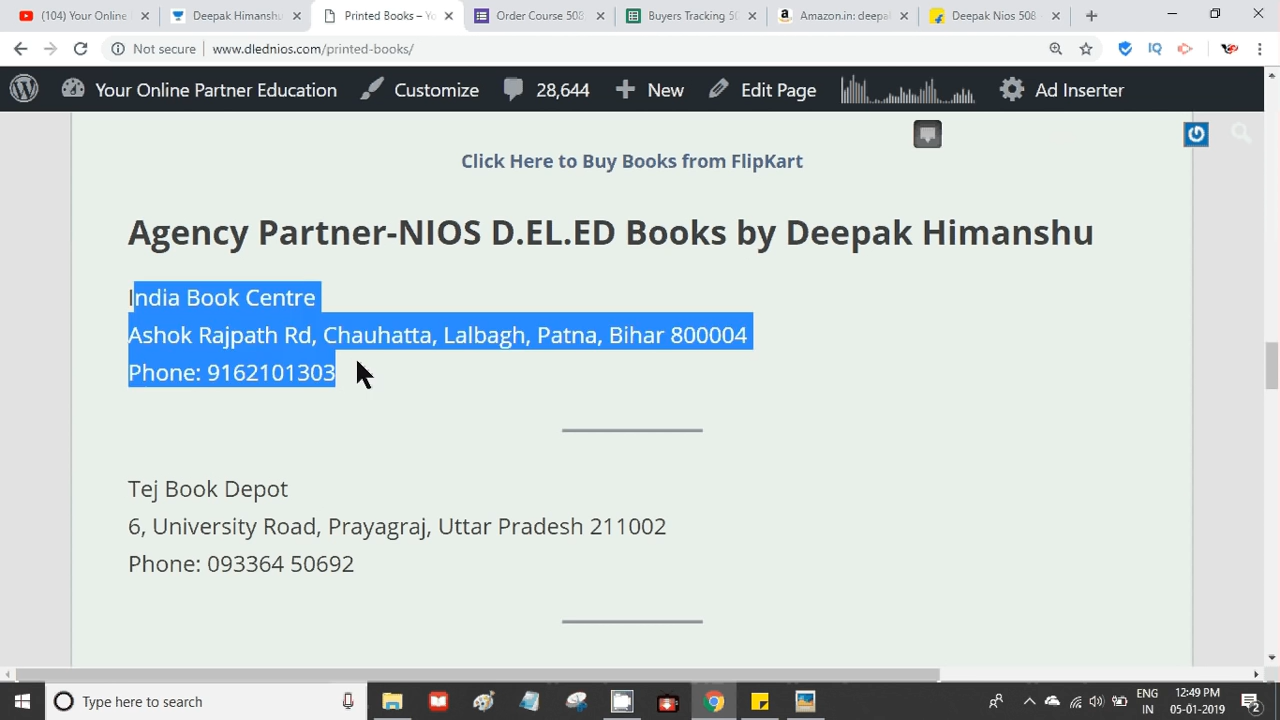 (104) Your Online
Deepak Himanshu
Printed Books – Yo
Order Course 508,
Buyers Tracking 50
Amazon.in: deepa
Deepak Nios 508
Not secure
www.dlednios.com/printed-books/
IQ
Your Online Partner Education
Customize
28,644
New
Edit Page
Ad Inserter
Click Here to Buy Books from FlipKart
Agency Partner-NIOS D.EL.ED Books by Deepak Himanshu
India Book Centre
Ashok Rajpath Rd, Chauhatta, Lalbagh, Patna, Bihar 800004
Phone: 9162101303
Tej Book Depot
6, University Road, Prayagraj, Uttar Pradesh 211002
Phone: 093364 50692
Type here to search
ENG
IN
12:49 PM
05-01-2019
2